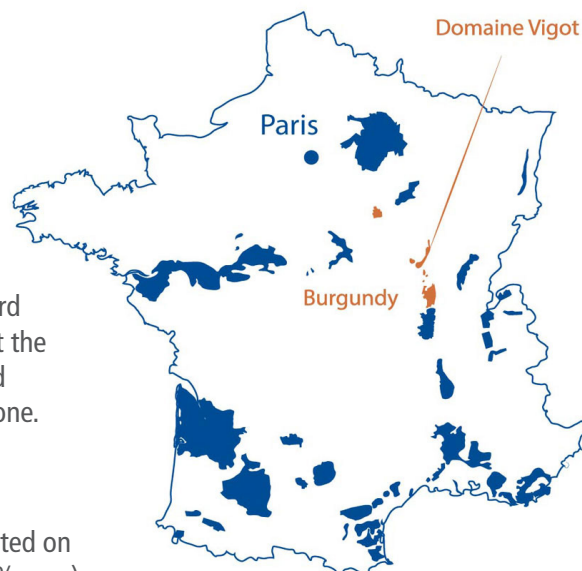 Domaine Vigot
Paris
Burgundy
rd
t the
d
one.
ted on